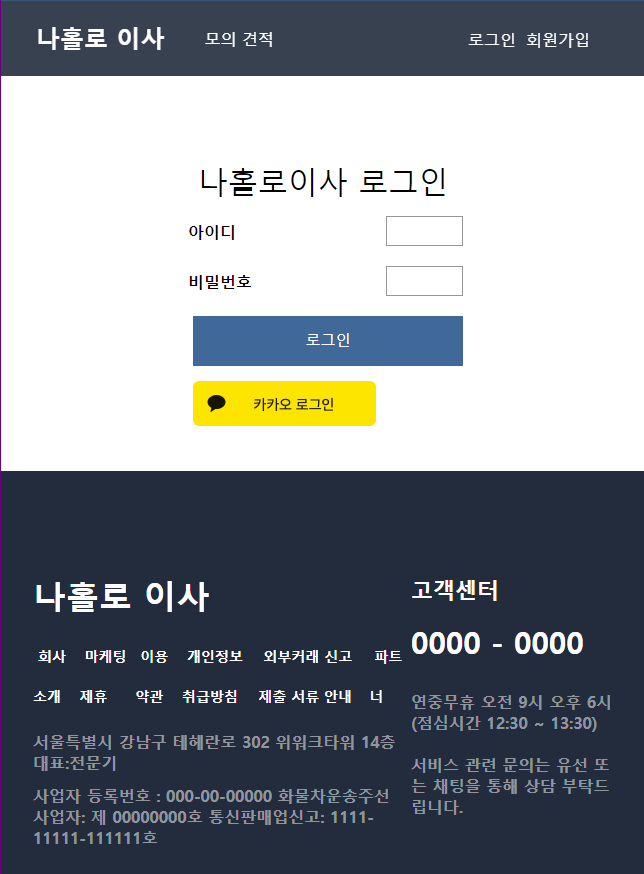 나홀로 이사 모의 견적 로그인 회원가입
나홀로이사 로그인
아이디
비밀번호
로그인
카카오 로그인
나홀로 이사
회사 마케팅 이용 개인정보 외부커래 신고 파트
소개 제휴 약관 취급방침 제출 서류 안내 너
서울특별시 강남구 테헤란로 302 위워크타워 14층
대표:전문기
사업자 등록번호 : 000-00-00000 화물차운송주선
사업자: 제 00000000호 통신판매업신고: 1111-
11111-111111호
고객센터
0000 - 0000
연중무휴 오전 9시 오후 6시
(점심시간 12:30 ~ 13:30)
서비스 관련 문의는 유선 또
는 채팅을 통해 상담 부탁드
립니다.